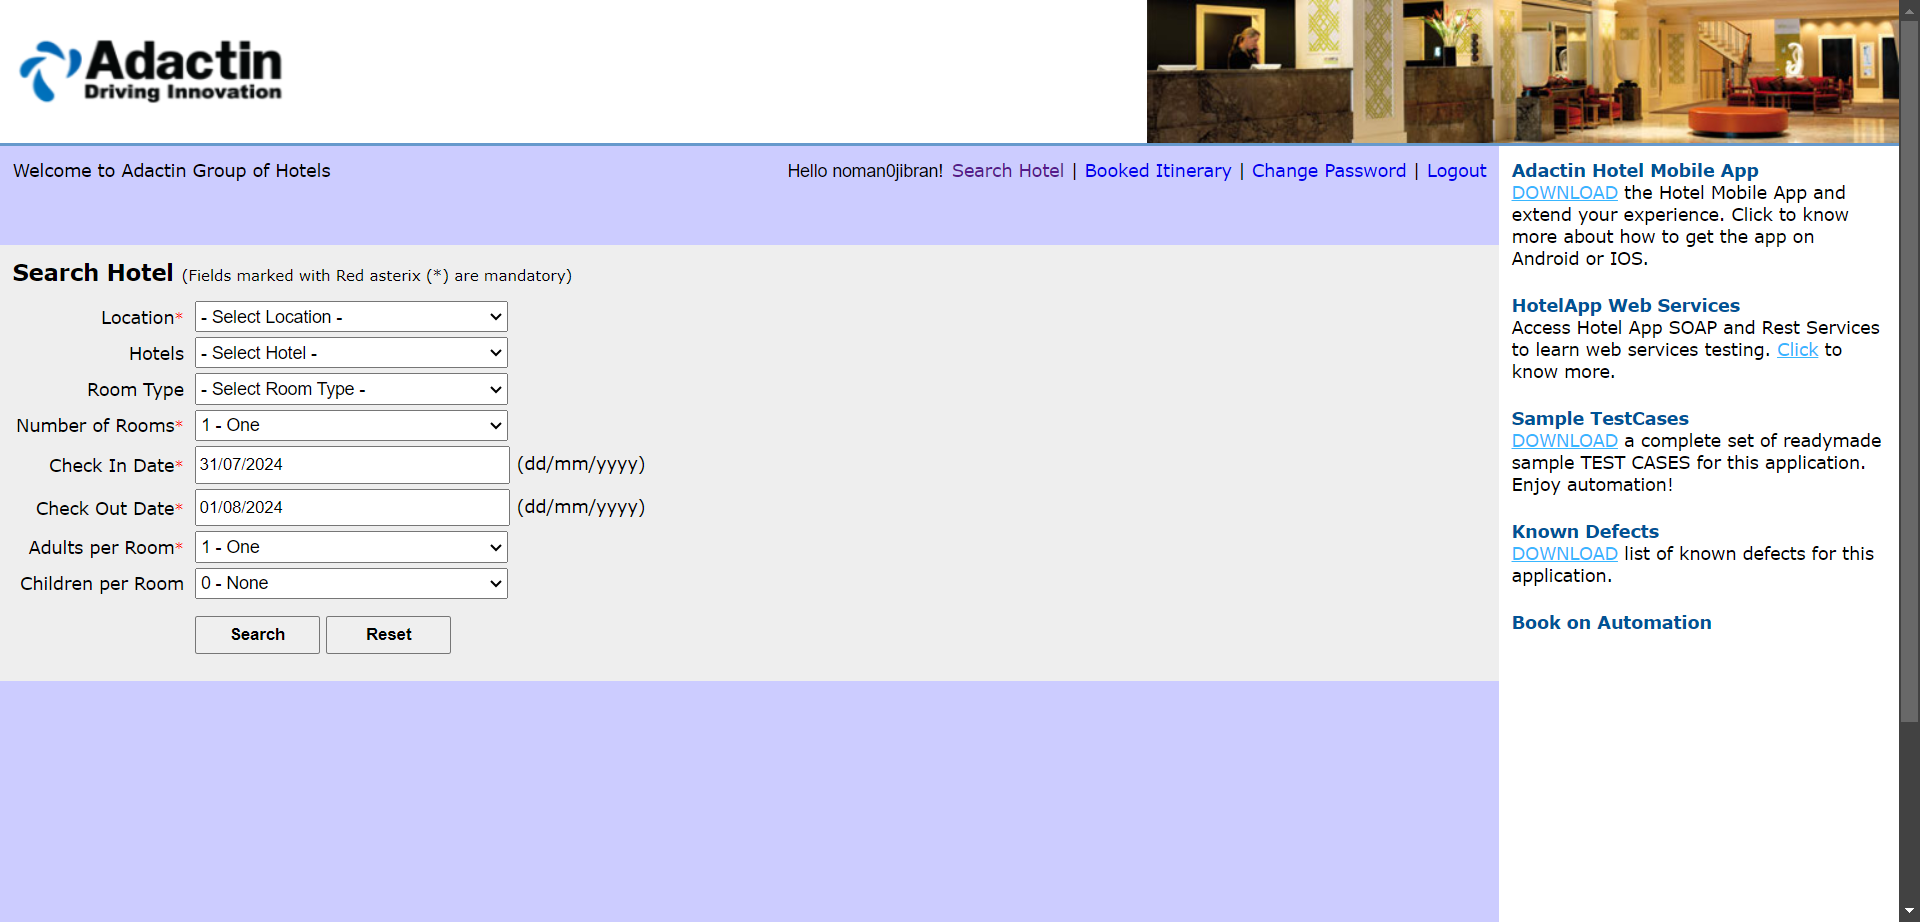 Adactin
Driving Innovation
Welcome to Adactin Group of Hotels
Hello noman0jibran! Search Hotel | Booked Itinerary | Change Password | Logout
Search Hotel (Fields marked with Red asterix (*) are mandatory)
Location* - Select Location -
Hotels - Select Hotel -
Room Type - Select Room Type -
Number of Rooms* 1 - One
Check In Date* 31/07/2024 (dd/mm/yyyy)
Check Out Date* 01/08/2024 (dd/mm/yyyy)
Adults per Room* 1 - One
Children per Room 0 - None
Search Reset
Adactin Hotel Mobile App
DOWNLOAD the Hotel Mobile App and
extend your experience. Click to know
more about how to get the app on
Android or IOS.
HotelApp Web Services
Access Hotel App SOAP and Rest Services
to learn web services testing. Click to
know more.
Sample TestCases
DOWNLOAD a complete set of readymade
sample TEST CASES for this application.
Enjoy automation!
Known Defects
DOWNLOAD list of known defects for this
application.
Book on Automation